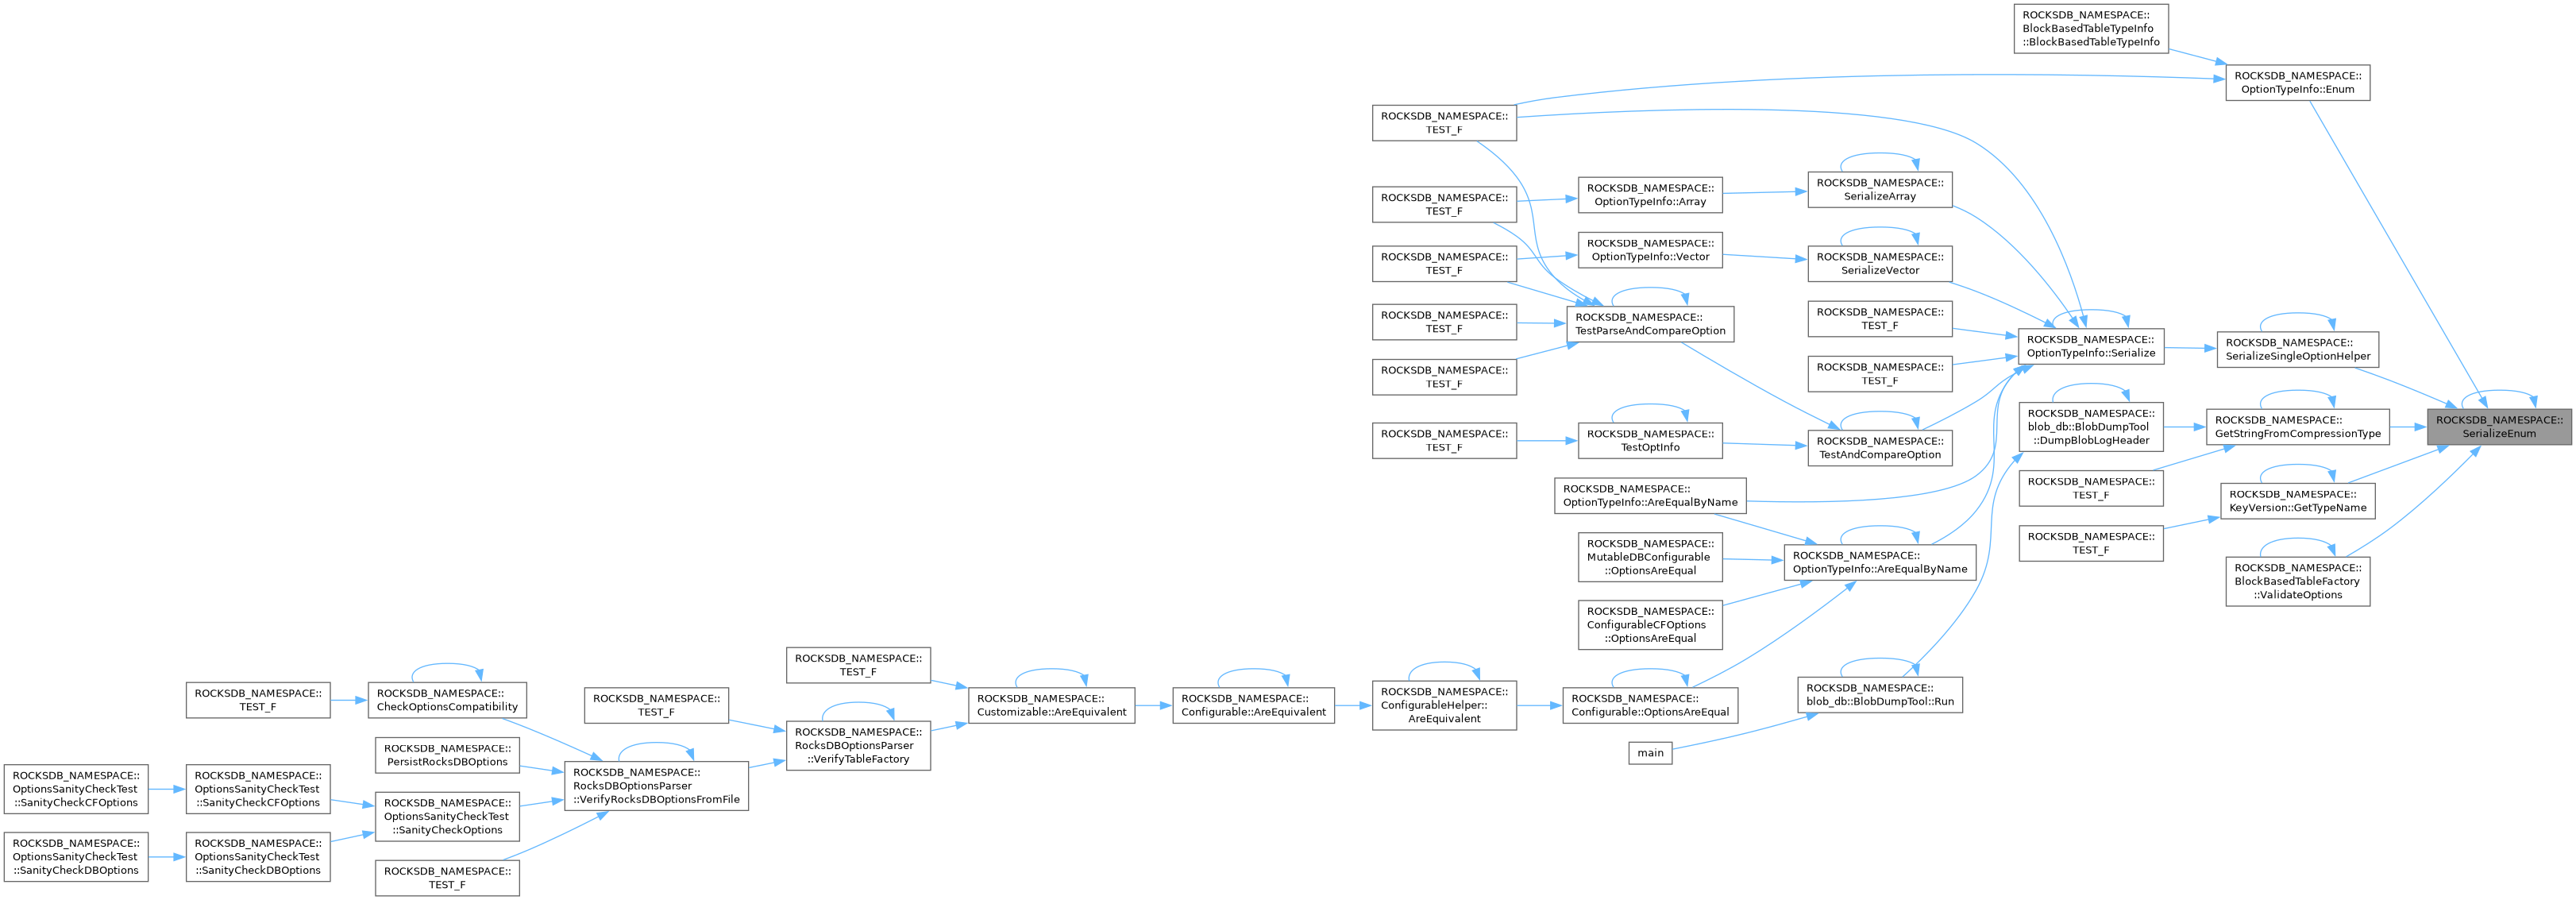 ROCKSDB_NAMESPACE::
BlockBasedTableTypeInfo
::BlockBasedTableTypeInfo
ROCKSDB_NAMESPACE::
OptionTypeInfo::Enum
ROCKSDB_NAMESPACE::
TEST_F
ROCKSDB_NAMESPACE::
SerializeArray
ROCKSDB_NAMESPACE::
OptionTypeInfo::Array
ROCKSDB_NAMESPACE::
TEST_F
ROCKSDB_NAMESPACE::
OptionTypeInfo::Vector
ROCKSDB_NAMESPACE::
TEST_F
ROCKSDB_NAMESPACE::
SerializeVector
ROCKSDB_NAMESPACE::
TEST_F
ROCKSDB_NAMESPACE::
TestParseAndCompareOption
ROCKSDB_NAMESPACE::
TEST_F
ROCKSDB_NAMESPACE::
OptionTypeInfo::Serialize
ROCKSDB_NAMESPACE::
SerializeSingleOptionHelper
ROCKSDB_NAMESPACE::
TEST_F
ROCKSDB_NAMESPACE::
TEST_F
ROCKSDB_NAMESPACE::
blob_db::BlobDumpTool
::DumpBlobLogHeader
ROCKSDB_NAMESPACE::
GetStringFromCompressionType
ROCKSDB_NAMESPACE::
SerializeEnum
ROCKSDB_NAMESPACE::
TEST_F
ROCKSDB_NAMESPACE::
TestOptInfo
ROCKSDB_NAMESPACE::
TestAndCompareOption
ROCKSDB_NAMESPACE::
TEST_F
ROCKSDB_NAMESPACE::
OptionTypeInfo::AreEqualByName
ROCKSDB_NAMESPACE::
KeyVersion::GetTypeName
ROCKSDB_NAMESPACE::
TEST_F
ROCKSDB_NAMESPACE::
MutableDBConfigurable
::OptionsAreEqual
ROCKSDB_NAMESPACE::
OptionTypeInfo::AreEqualByName
ROCKSDB_NAMESPACE::
BlockBasedTableFactory
::ValidateOptions
ROCKSDB_NAMESPACE::
ConfigurableCFOptions
::OptionsAreEqual
ROCKSDB_NAMESPACE::
TEST_F
ROCKSDB_NAMESPACE::
TEST_F
ROCKSDB_NAMESPACE::
CheckOptionsCompatibility
ROCKSDB_NAMESPACE::
TEST_F
ROCKSDB_NAMESPACE::
Customizable::AreEquivalent
ROCKSDB_NAMESPACE::
Configurable::AreEquivalent
ROCKSDB_NAMESPACE::
ConfigurableHelper::
AreEquivalent
ROCKSDB_NAMESPACE::
Configurable::OptionsAreEqual
ROCKSDB_NAMESPACE::
blob_db::BlobDumpTool::Run
ROCKSDB_NAMESPACE::
RocksDBOptionsParser
::VerifyTableFactory
main
ROCKSDB_NAMESPACE::
PersistRocksDBOptions
ROCKSDB_NAMESPACE::
RocksDBOptionsParser
::VerifyRocksDBOptionsFromFile
ROCKSDB_NAMESPACE::
OptionsSanityCheckTest
::SanityCheckCFOptions
ROCKSDB_NAMESPACE::
OptionsSanityCheckTest
::SanityCheckCFOptions
ROCKSDB_NAMESPACE::
OptionsSanityCheckTest
::SanityCheckOptions
ROCKSDB_NAMESPACE::
OptionsSanityCheckTest
::SanityCheckDBOptions
ROCKSDB_NAMESPACE::
OptionsSanityCheckTest
::SanityCheckDBOptions
ROCKSDB_NAMESPACE::
TEST_F